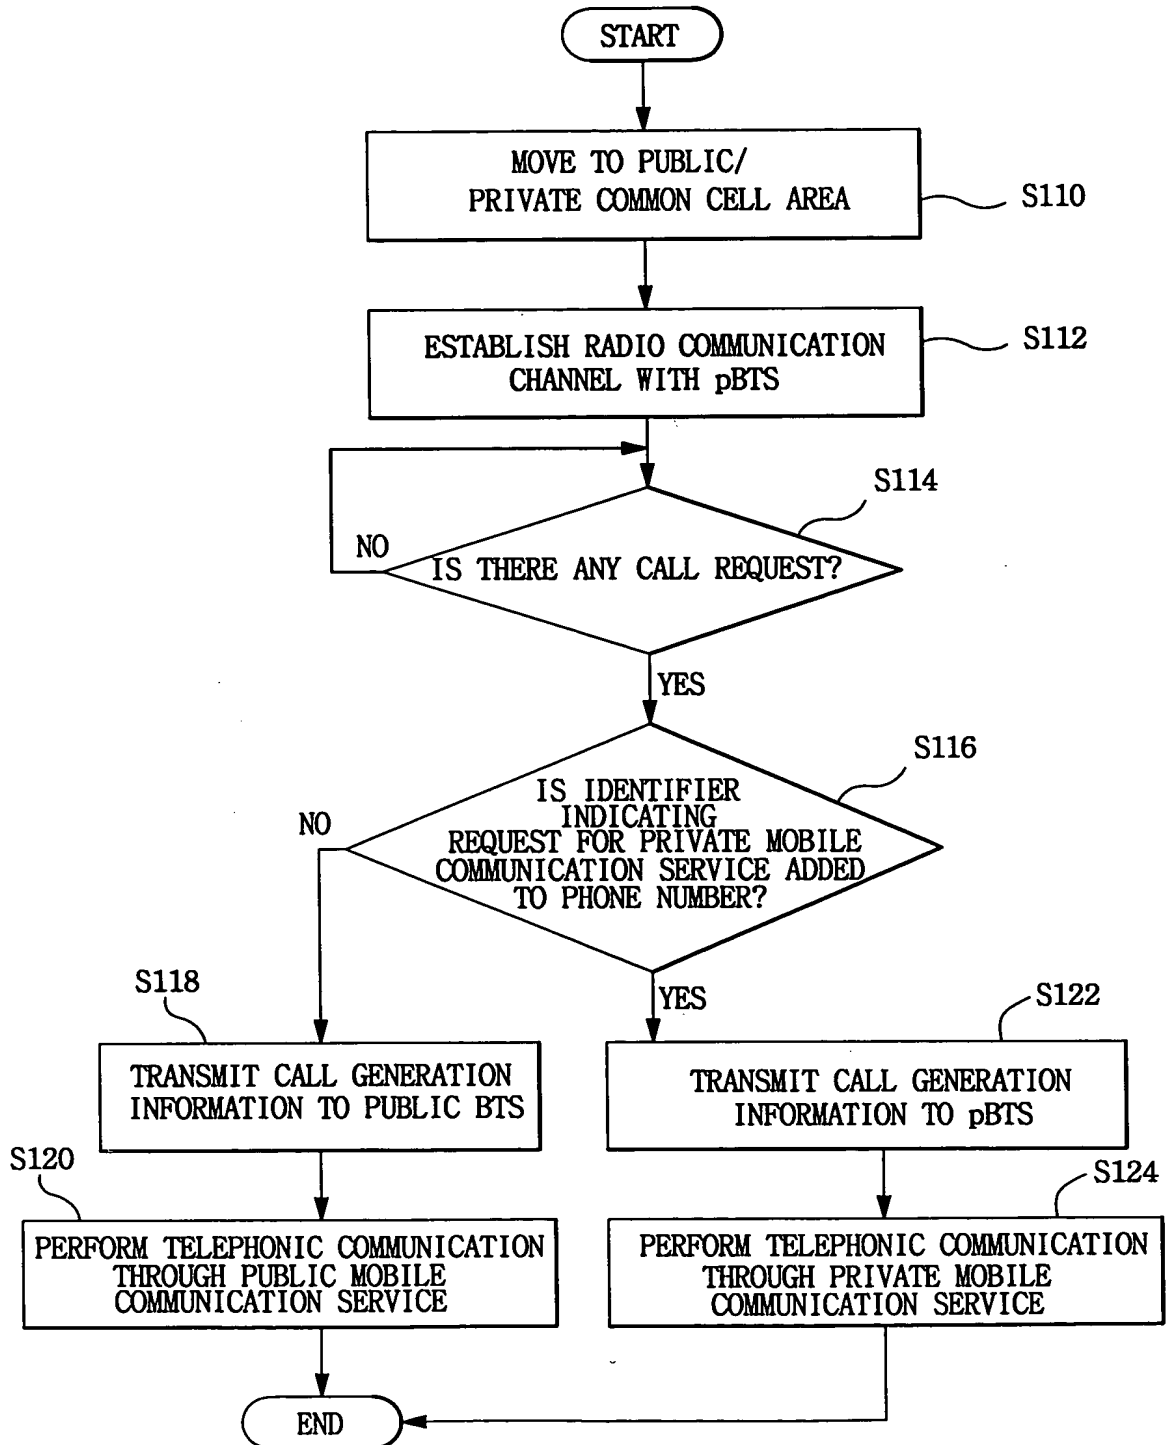 START
MOVE TO PUBLIC/
PRIVATE COMMON CELL AREA
S110
ESTABLISH RADIO COMMUNICATION
CHANNEL WITH pBTS
S112
S114
NO
IS THERE ANY CALL REQUEST?
YES
S116
IS IDENTIFIER
INDICATING
REQUEST FOR PRIVATE MOBILE
COMMUNICATION SERVICE ADDED
TO PHONE NUMBER?
NO
YES
S118
TRANSMIT CALL GENERATION
INFORMATION TO PUBLIC BTS
S122
TRANSMIT CALL GENERATION
INFORMATION TO pBTS
S120
PERFORM TELEPHONIC COMMUNICATION
THROUGH PUBLIC MOBILE
COMMUNICATION SERVICE
S124
PERFORM TELEPHONIC COMMUNICATION
THROUGH PRIVATE MOBILE
COMMUNICATION SERVICE
END